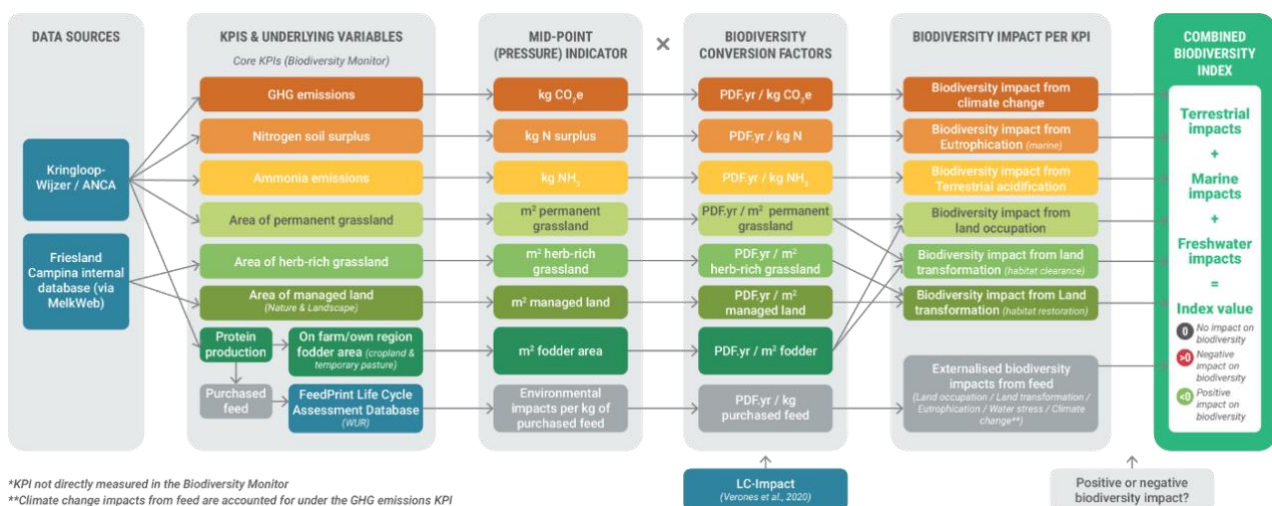 DATA SOURCES
Kringloop-
Wijzer / ANCA
Friesland
Campina internal
database (via
MelkWeb)
KPIS & UNDERLYING VARIABLES
Core KPIs (Biodiversity Monitor)
GHG emissions
Nitrogen soil surplus
Ammonia emissions
Area of permanent grassland
Area of herb-rich grassland
Area of managed land
(Nature & Landscape)
Protein
production
On farm/own region
fodder area (cropland &
temporary pasture)
Purchased
feed
FeedPrint Life Cycle
Assessment Database
(WUR)
MID-POINT
(PRESSURE) INDICATOR
kg CO₂e
kg N surplus
kg NH₃
m² permanent
grassland
m² herb-rich
grassland
m² managed land
m² fodder area
Environmental
impacts per kg of
purchased feed
×
BIODIVERSITY
CONVERSION FACTORS
PDF.yr / kg CO₂e
PDF.yr / kg N
PDF.yr / kg NH₃
PDF.yr / m² permanent
grassland
PDF.yr / m²
herb-rich grassland
PDF.yr / m²
managed land
PDF.yr / m² fodder
PDF.yr / kg
purchased feed
LC-Impact
(Verones et al., 2020)
BIODIVERSITY IMPACT PER KPI
Biodiversity impact from
climate change
Biodiversity impact from
Eutrophication (marine)
Biodiversity impact from
Terrestrial acidification
Biodiversity impact from
land occupation
Biodiversity impact from land
transformation (habitat clearance)
Biodiversity impact from Land
transformation (habitat restoration)
Externalised biodiversity
impacts from feed
(Land occupation / Land transformation /
Eutrophication / Water stress / Climate
change**)
COMBINED
BIODIVERSITY
INDEX
Terrestrial
impacts
+
Marine
impacts
+
Freshwater
impacts
=
Index value
0 No impact on
biodiversity
>0 Negative
impact on
biodiversity
<0 Positive
impact on
biodiversity
Positive or negative
biodiversity impact?
*KPI not directly measured in the Biodiversity Monitor
**Climate change impacts from feed are accounted for under the GHG emissions KPI